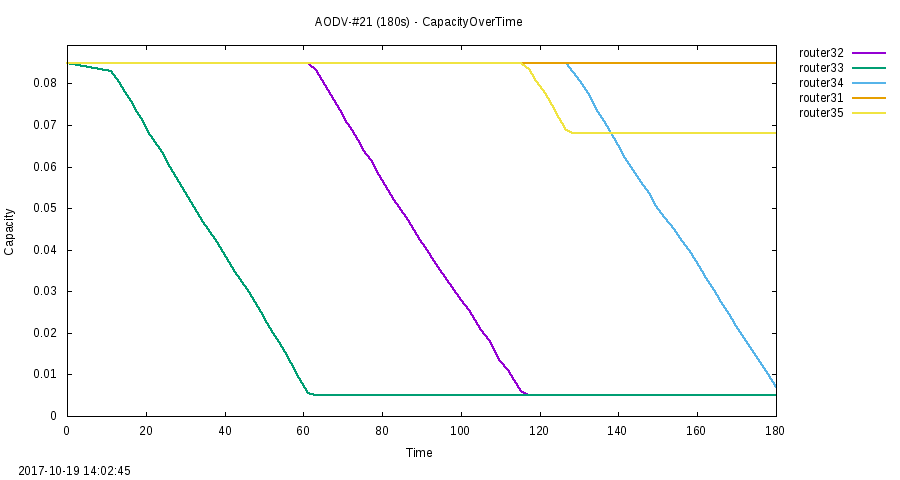 AODV-#21 (180s) - CapacityOverTime
router32
router33
router34
router31
router35
0.08
0.07
0.06
0.05
0.04
0.03
0.02
0.01
0
Capacity
0 20 40 60 80 100 120 140 160 180
Time
2017-10-19 14:02:45